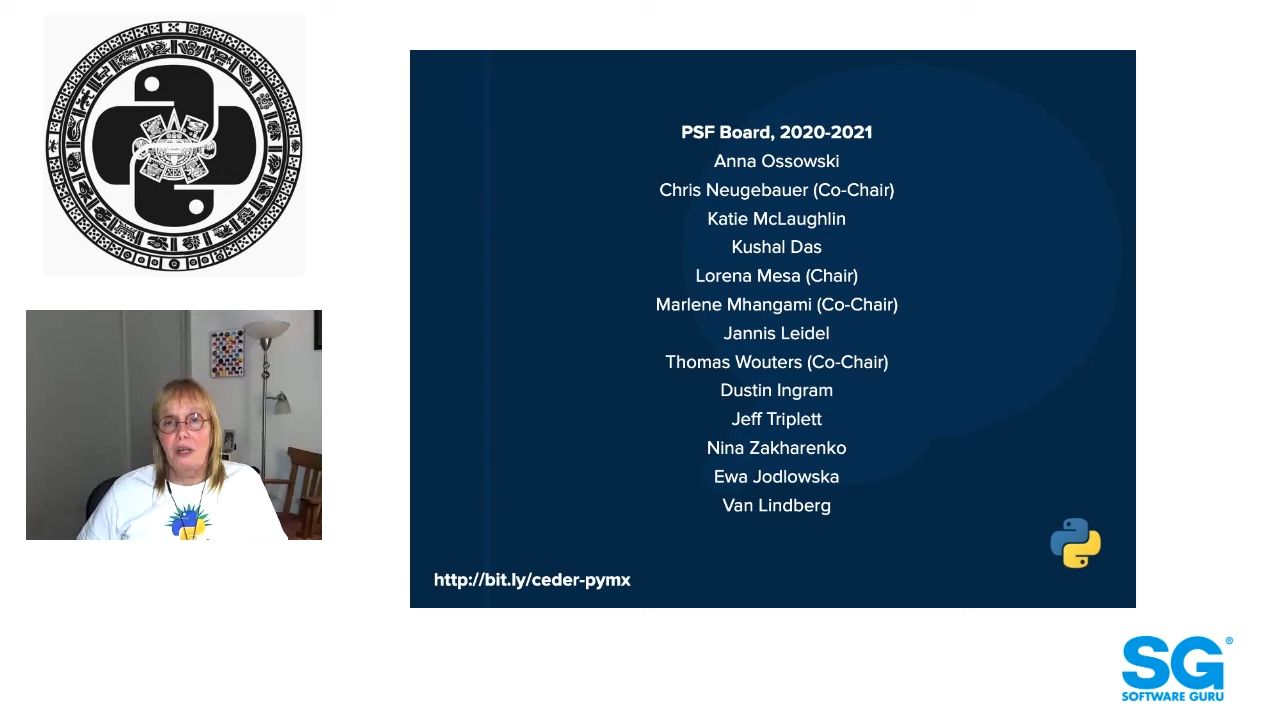 PSF Board, 2020-2021
Anna Ossowski
Chris Neugebauer (Co-Chair)
Katie McLaughlin
Kushal Das
Lorena Mesa (Chair)
Marlene Mhangami (Co-Chair)
Jannis Leidel
Thomas Wouters (Co-Chair)
Dustin Ingram
Jeff Triplett
Nina Zakharenko
Ewa Jodlowska
Van Lindberg
http://bit.ly/ceder-pymx
SG®
SOFTWARE GURU